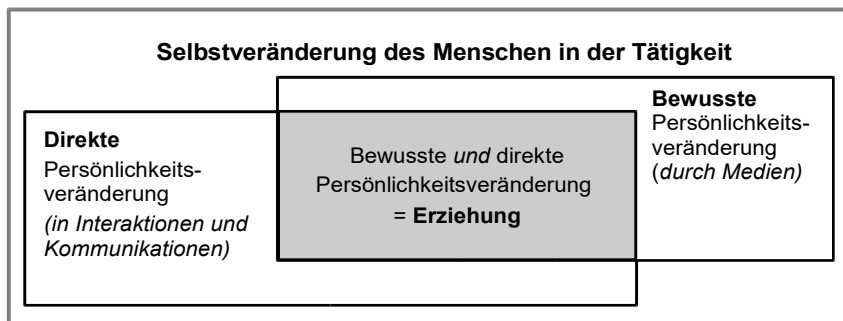 Selbstveränderung des Menschen in der Tätigkeit
Direkte
Persönlichkeits-
veränderung
(in Interaktionen und
Kommunikationen)
Bewusste und direkte
Persönlichkeitsveränderung
= Erziehung
Bewusste
Persönlichkeits-
veränderung
(durch Medien)